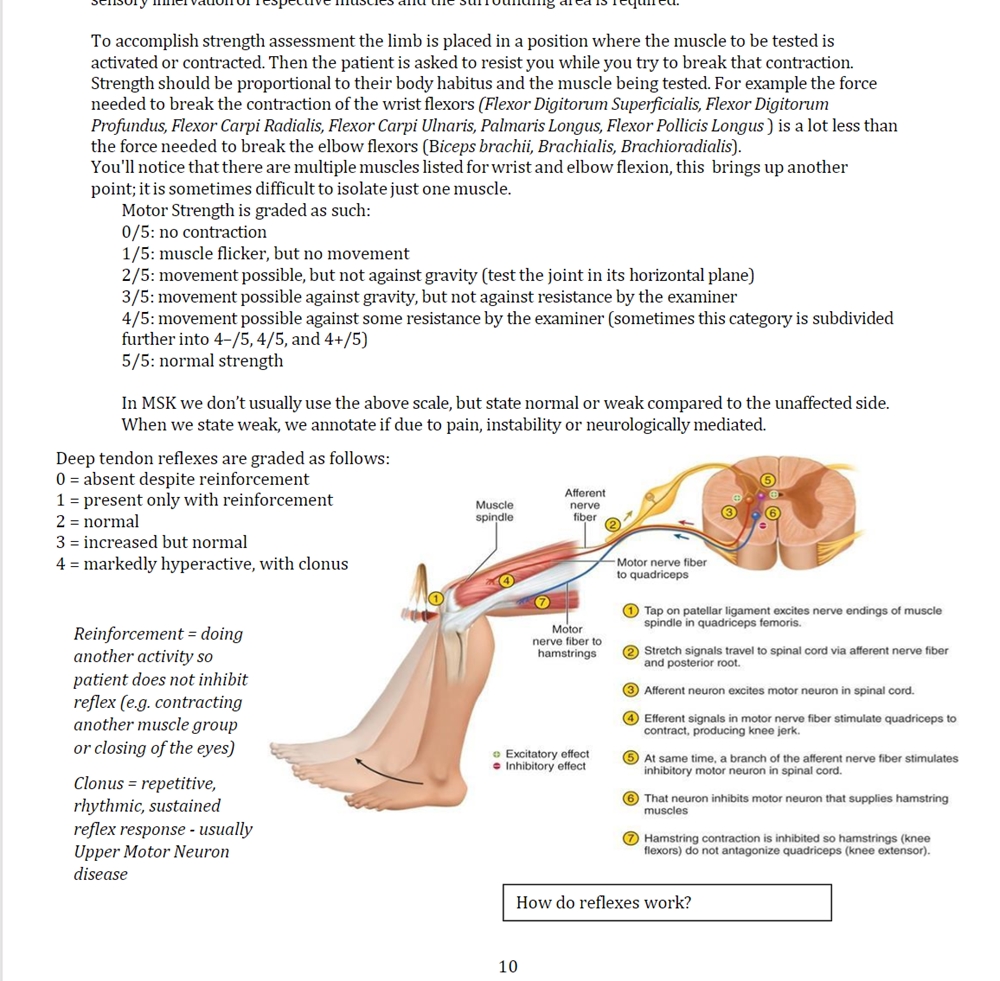 sensory innervation of respective muscles and the surrounding area is required.
To accomplish strength assessment the limb is placed in a position where the muscle to be tested is
activated or contracted. Then the patient is asked to resist you while you try to break that contraction.
Strength should be proportional to their body habitus and the muscle being tested. For example the force
needed to break the contraction of the wrist flexors (Flexor Digitorum Superficialis, Flexor Digitorum
Profundus, Flexor Carpi Radialis, Flexor Carpi Ulnaris, Palmaris Longus, Flexor Pollicis Longus ) is a lot less than
the force needed to break the elbow flexors (Biceps brachii, Brachialis, Brachioradialis).
You'll notice that there are multiple muscles listed for wrist and elbow flexion, this  brings up another
point; it is sometimes difficult to isolate just one muscle.
Motor Strength is graded as such:
0/5: no contraction
1/5: muscle flicker, but no movement
2/5: movement possible, but not against gravity (test the joint in its horizontal plane)
3/5: movement possible against gravity, but not against resistance by the examiner
4/5: movement possible against some resistance by the examiner (sometimes this category is subdivided
further into 4–/5, 4/5, and 4+/5)
5/5: normal strength
In MSK we don't usually use the above scale, but state normal or weak compared to the unaffected side.
When we state weak, we annotate if due to pain, instability or neurologically mediated.
Deep tendon reflexes are graded as follows:
0 = absent despite reinforcement
1 = present only with reinforcement
2 = normal
3 = increased but normal
4 = markedly hyperactive, with clonus
Reinforcement = doing
another activity so
patient does not inhibit
reflex (e.g. contracting
another muscle group
or closing of the eyes)
Clonus = repetitive,
rhythmic, sustained
reflex response - usually
Upper Motor Neuron
disease
Muscle
spindle
Afferent
nerve
fiber
Motor nerve fiber
to quadriceps
Motor
nerve fiber to
hamstrings
1
2
3
4
5
6
7
Excitatory effect
Inhibitory effect
1 Tap on patellar ligament excites nerve endings of muscle
spindle in quadriceps femoris.
2 Stretch signals travel to spinal cord via afferent nerve fiber
and posterior root.
3 Afferent neuron excites motor neuron in spinal cord.
4 Efferent signals in motor nerve fiber stimulate quadriceps to
contract, producing knee jerk.
5 At same time, a branch of the afferent nerve fiber stimulates
inhibitory motor neuron in spinal cord.
6 That neuron inhibits motor neuron that supplies hamstring
muscles
7 Hamstring contraction is inhibited so hamstrings (knee
flexors) do not antagonize quadriceps (knee extensor).
How do reflexes work?
10